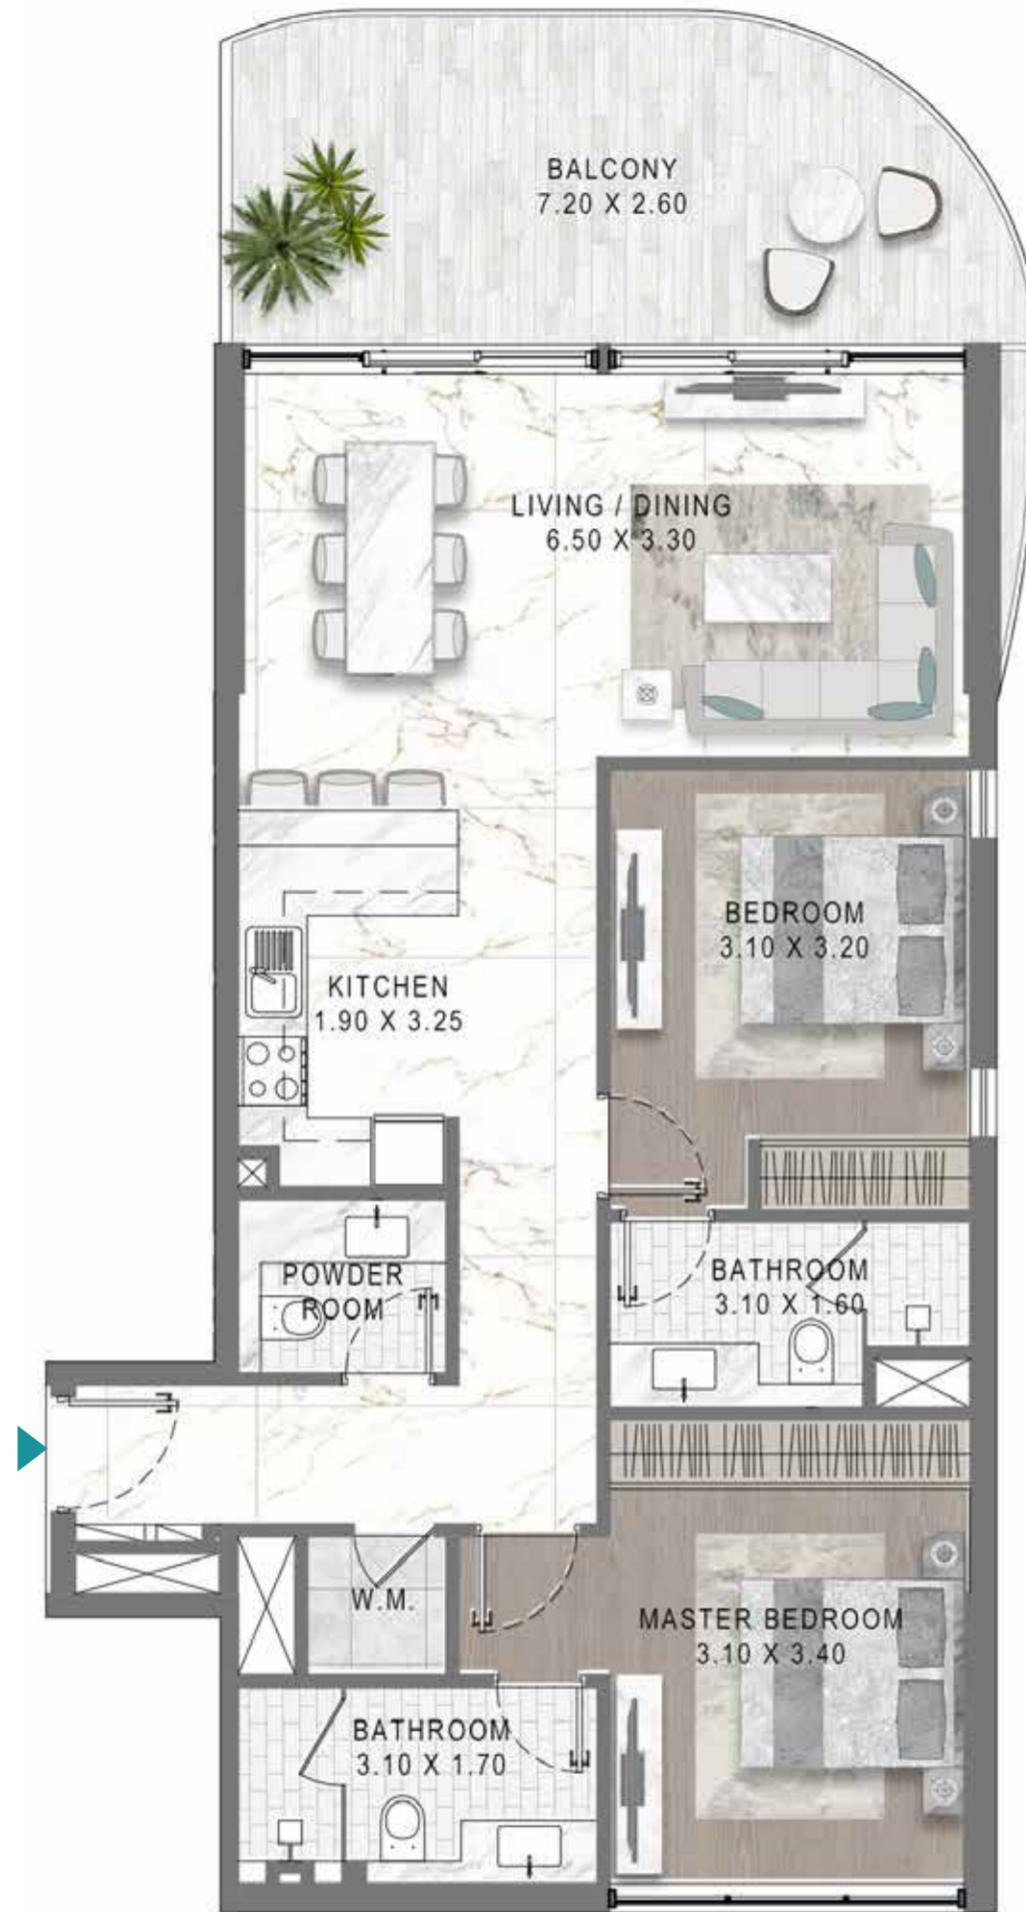 BALCONY
7.20 X 2.60
LIVING / DINING
6.50 X 3.30
BEDROOM
3.10 X 3.20
KITCHEN
1.90 X 3.25
POWDER
ROOM
BATHROOM
3.10 X 1.60
W.M.
MASTER BEDROOM
3.10 X 3.40
BATHROOM
3.10 X 1.70